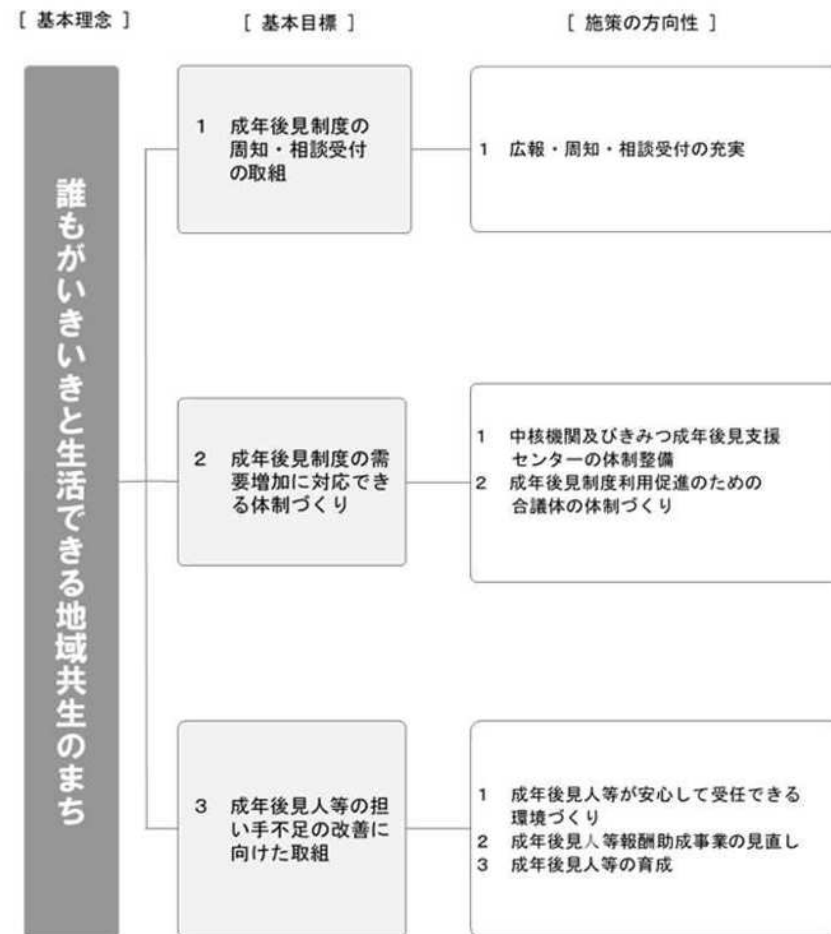 [ 基本理念 ]
[ 基本目標 ]
[ 施策の方向性 ]
誰もがいきいきと生活できる地域共生のまち
1 成年後見制度の
周知・相談受付
の取組
1 広報・周知・相談受付の充実
2 成年後見制度の需
要増加に対応でき
る体制づくり
1 中核機関及びきみつ成年後見支援
センターの体制整備
2 成年後見制度利用促進のための
合議体の体制づくり
3 成年後見人等の担
い手不足の改善に
向けた取組
1 成年後見人等が安心して受任できる
環境づくり
2 成年後見人等報酬助成事業の見直し
3 成年後見人等の育成